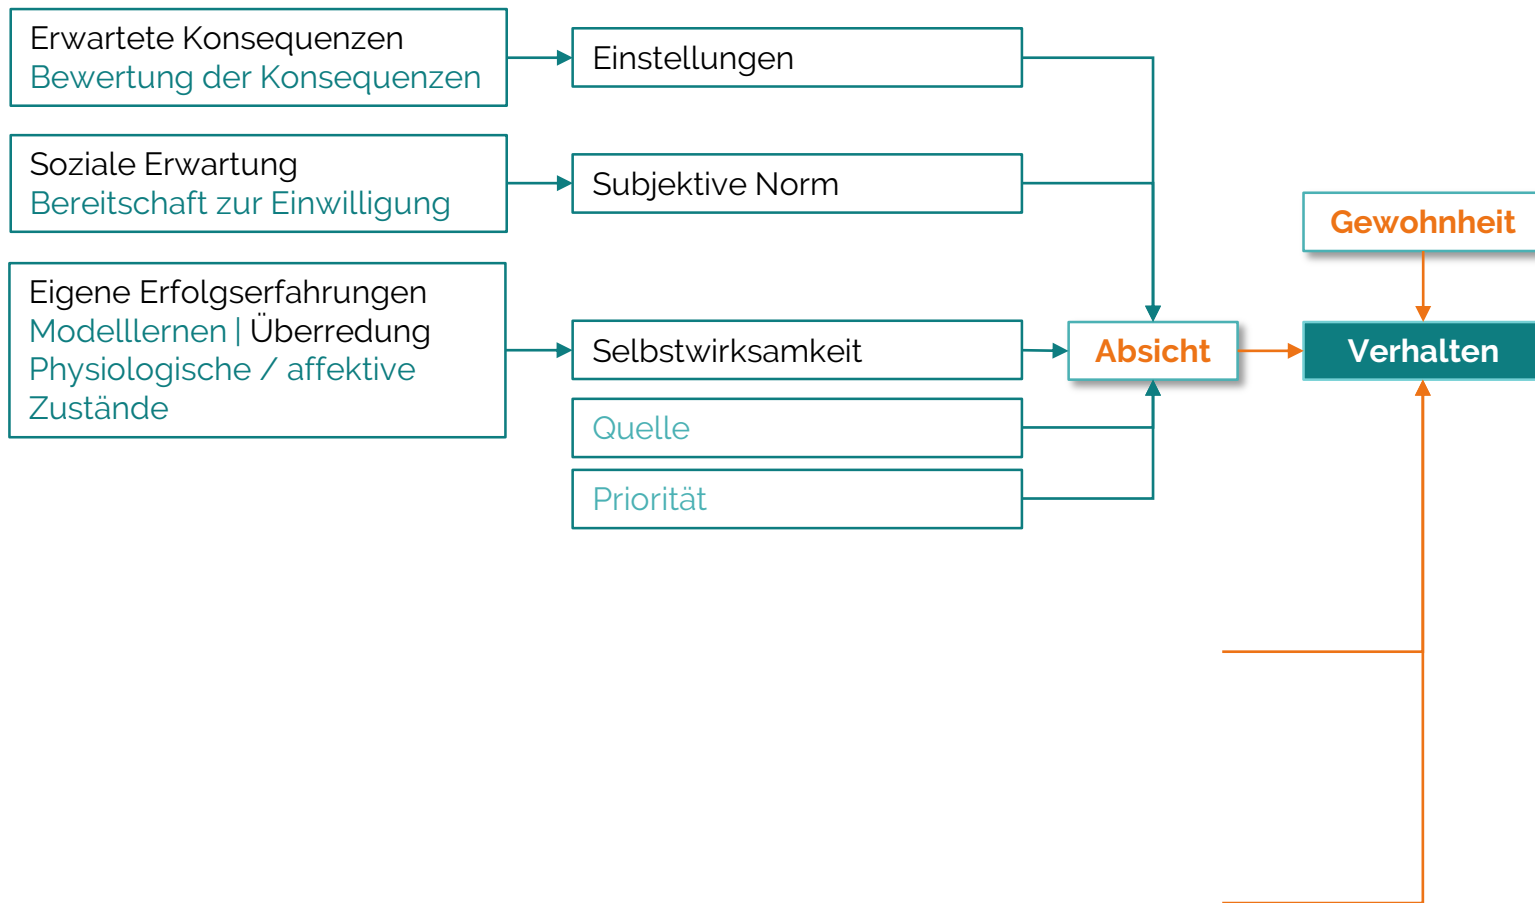 Erwartete Konsequenzen
Bewertung der Konsequenzen
Einstellungen
Soziale Erwartung
Bereitschaft zur Einwilligung
Subjektive Norm
Gewohnheit
Eigene Erfolgserfahrungen
Modelllernen | Überredung
Physiologische / affektive
Zustände
Selbstwirksamkeit
Absicht
Verhalten
Quelle
Priorität